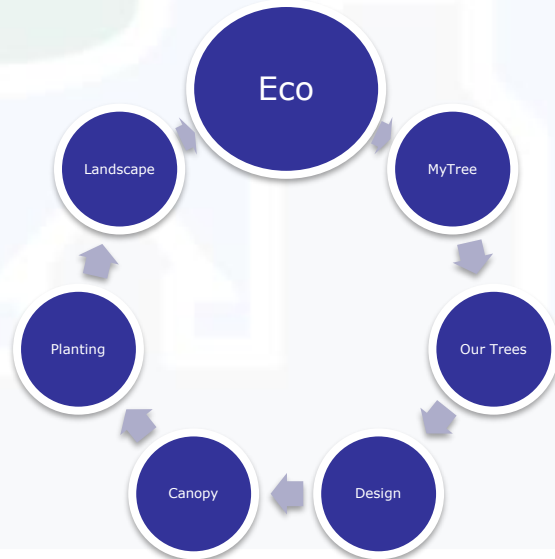 Eco
MyTree
Our Trees
Design
Canopy
Planting
Landscape